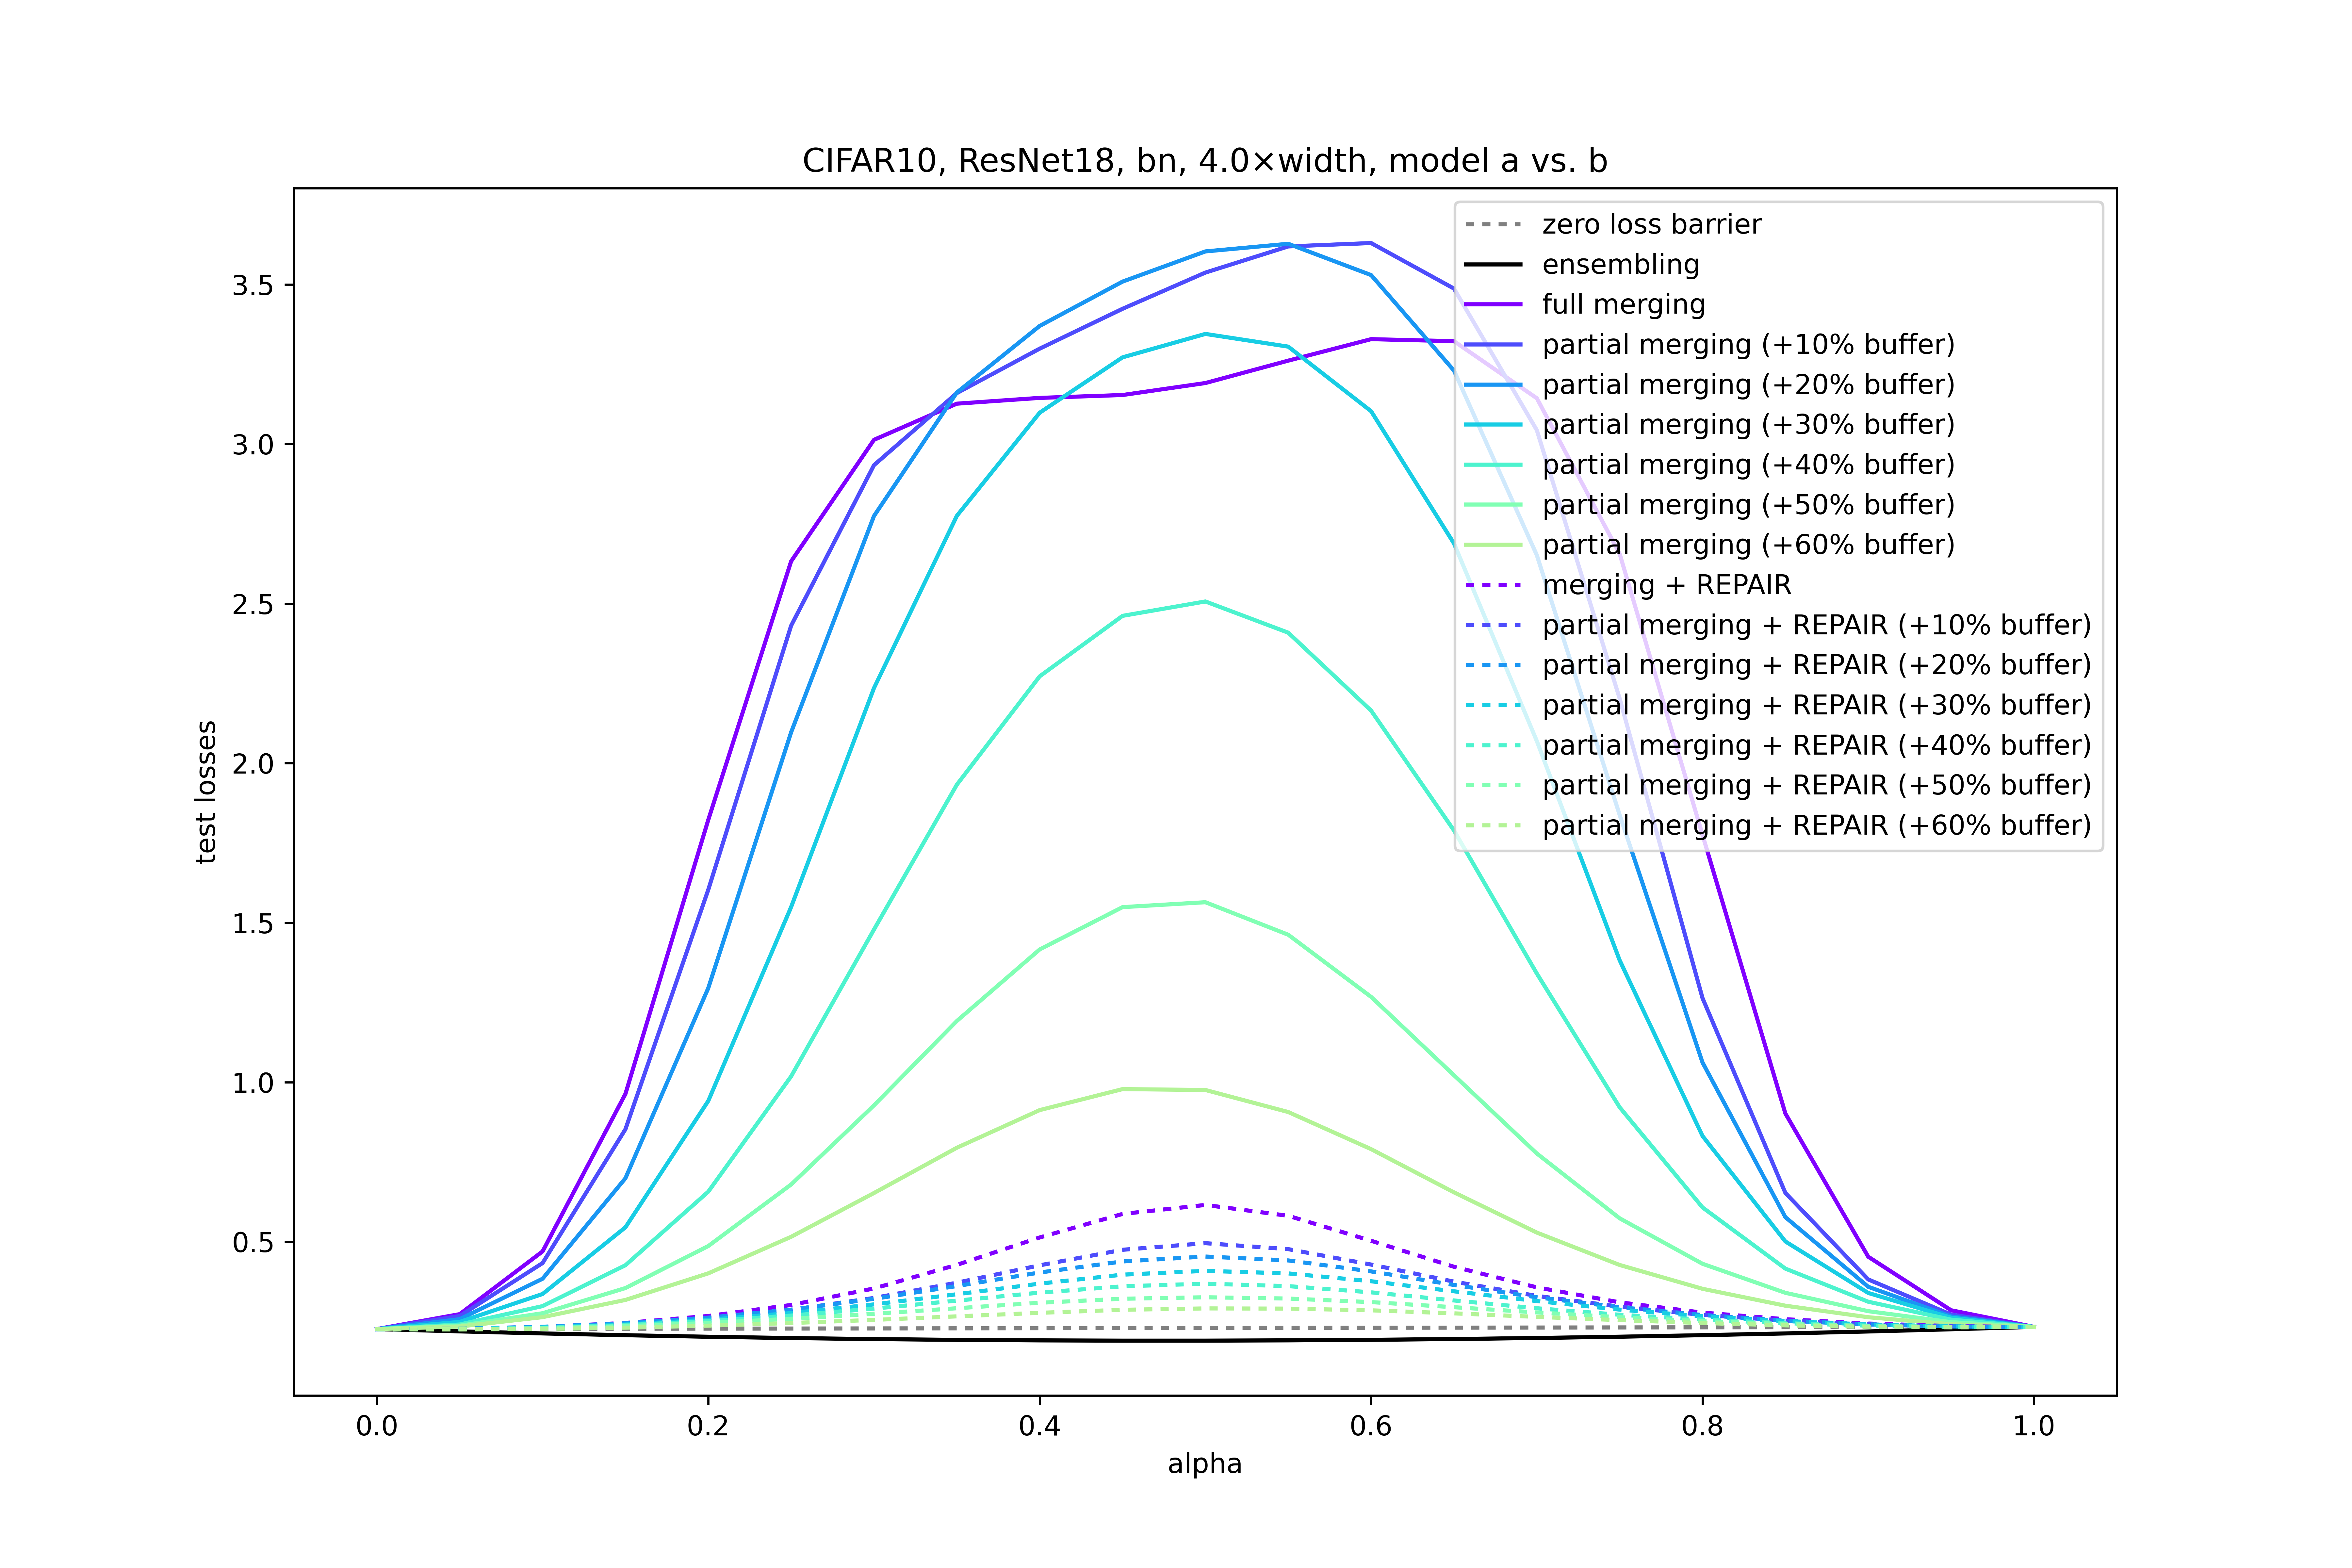 CIFAR10, ResNet18, bn, 4.0×width, model a vs. b
zero loss barrier
ensembling
full merging
partial merging (+10% buffer)
partial merging (+20% buffer)
partial merging (+30% buffer)
partial merging (+40% buffer)
partial merging (+50% buffer)
partial merging (+60% buffer)
merging + REPAIR
partial merging + REPAIR (+10% buffer)
partial merging + REPAIR (+20% buffer)
partial merging + REPAIR (+30% buffer)
partial merging + REPAIR (+40% buffer)
partial merging + REPAIR (+50% buffer)
partial merging + REPAIR (+60% buffer)
test losses
3.5
3.0
2.5
2.0
1.5
1.0
0.5
0.0 0.2 0.4 0.6 0.8 1.0
alpha